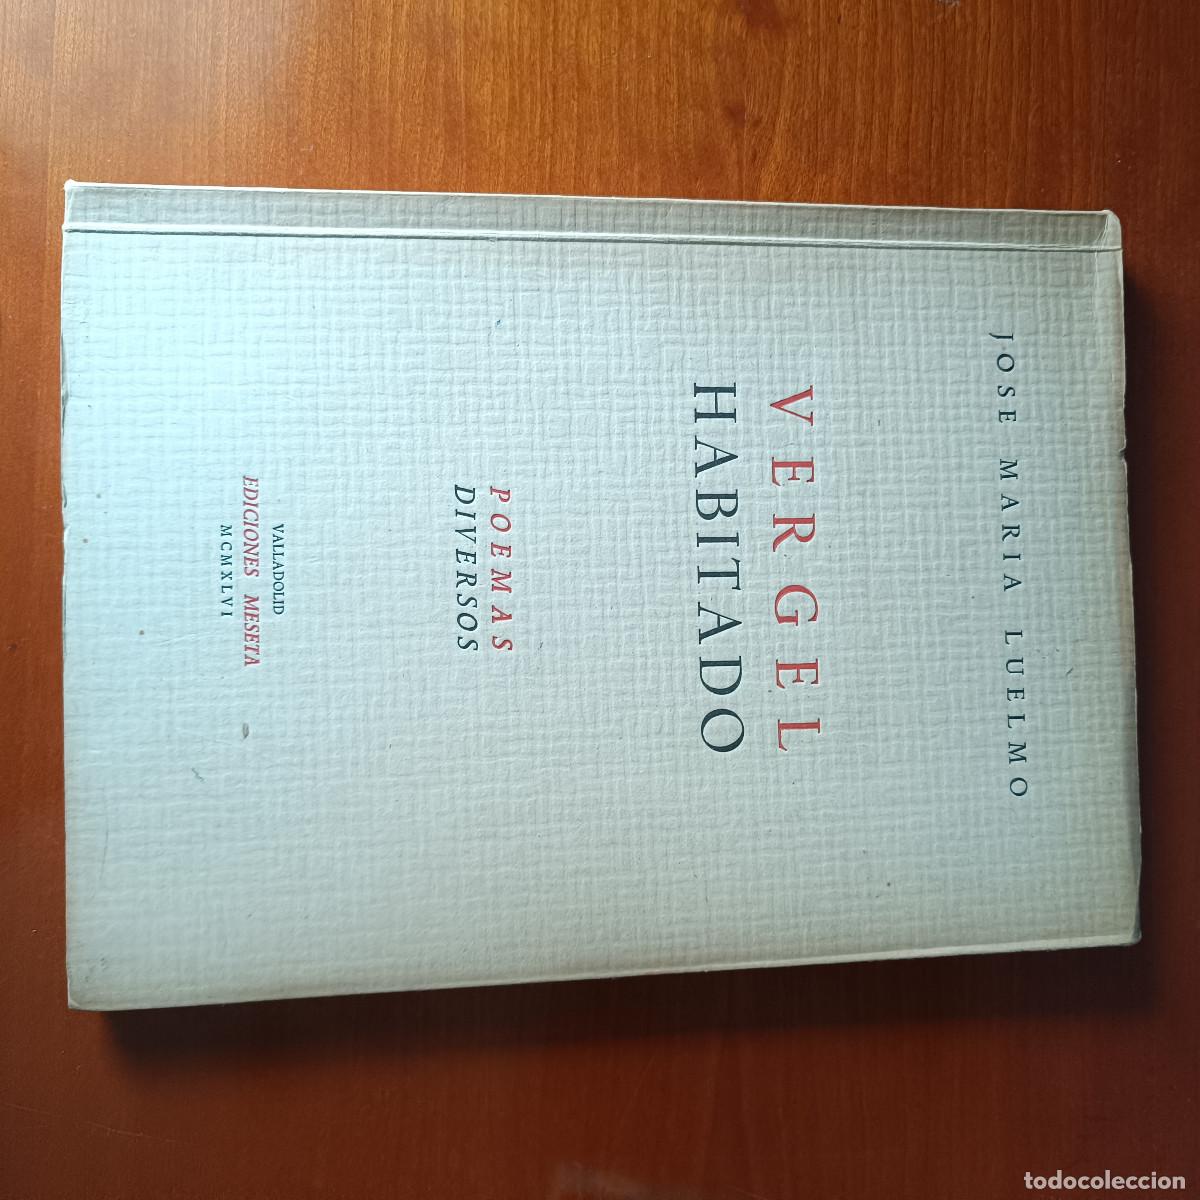 JOSE MARIA LUELMO
VERGEL
HABITADO
POEMAS
DIVERSOS
VALLADOLID
EDICIONES MESETA
MCMXLVI
todocoleccion